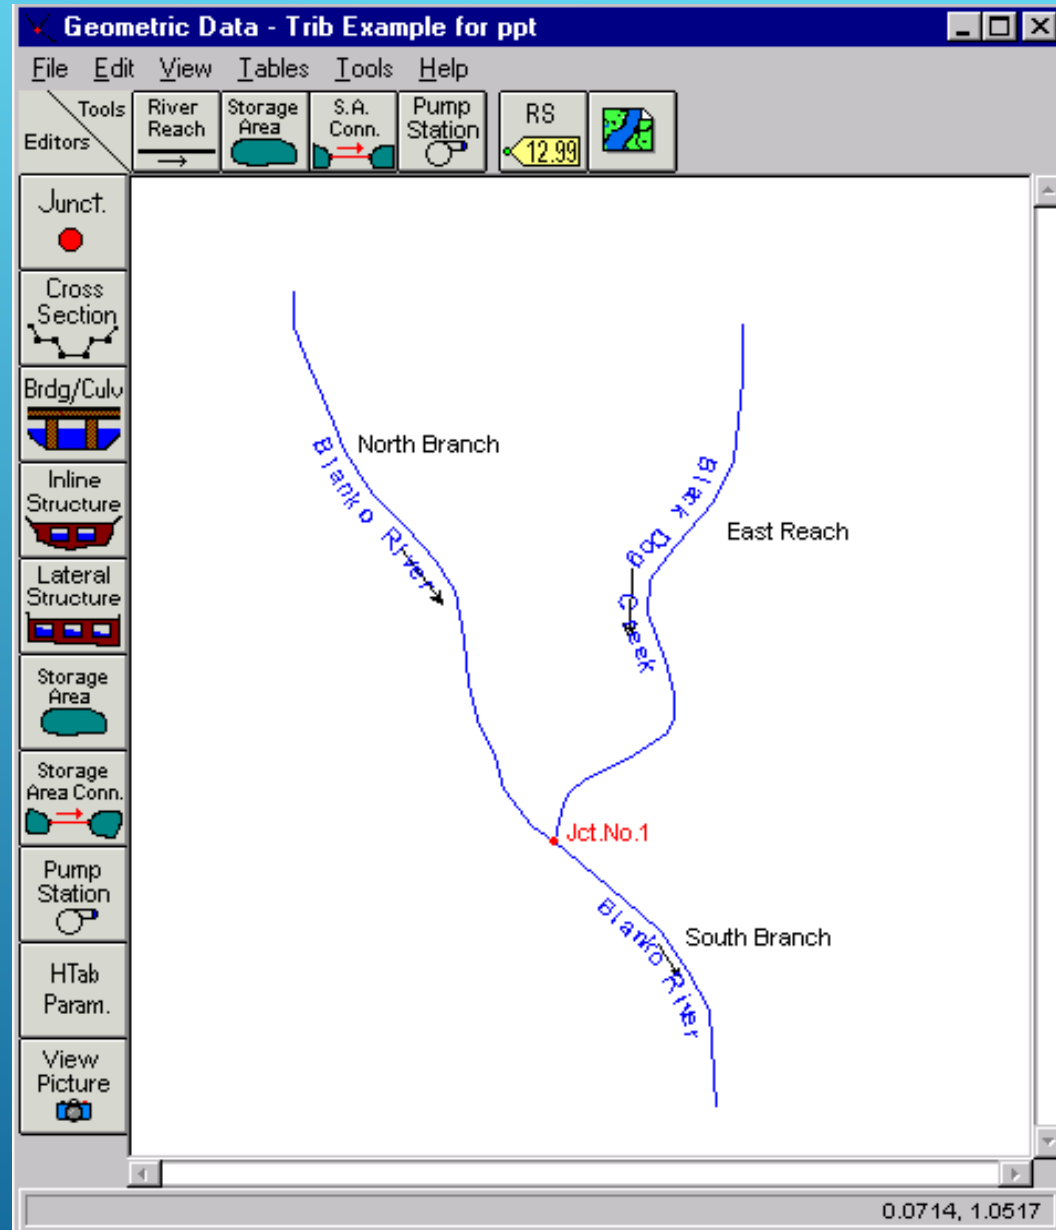 Geometric Data - Trib Example for ppt
File Edit View Tables Tools Help
Tools
Editors
River
Reach
Storage
Area
S.A.
Conn.
Pump
Station
RS
12.99
Junct.
Cross
Section
Brdg/Culv
Inline
Structure
Lateral
Structure
Storage
Area
Storage
Area Conn.
Pump
Station
HTab
Param.
View
Picture
North Branch
Blanko River
Black Dog Creek
East Reach
Jct.No.1
South Branch
Blanko River
0.0714, 1.0517